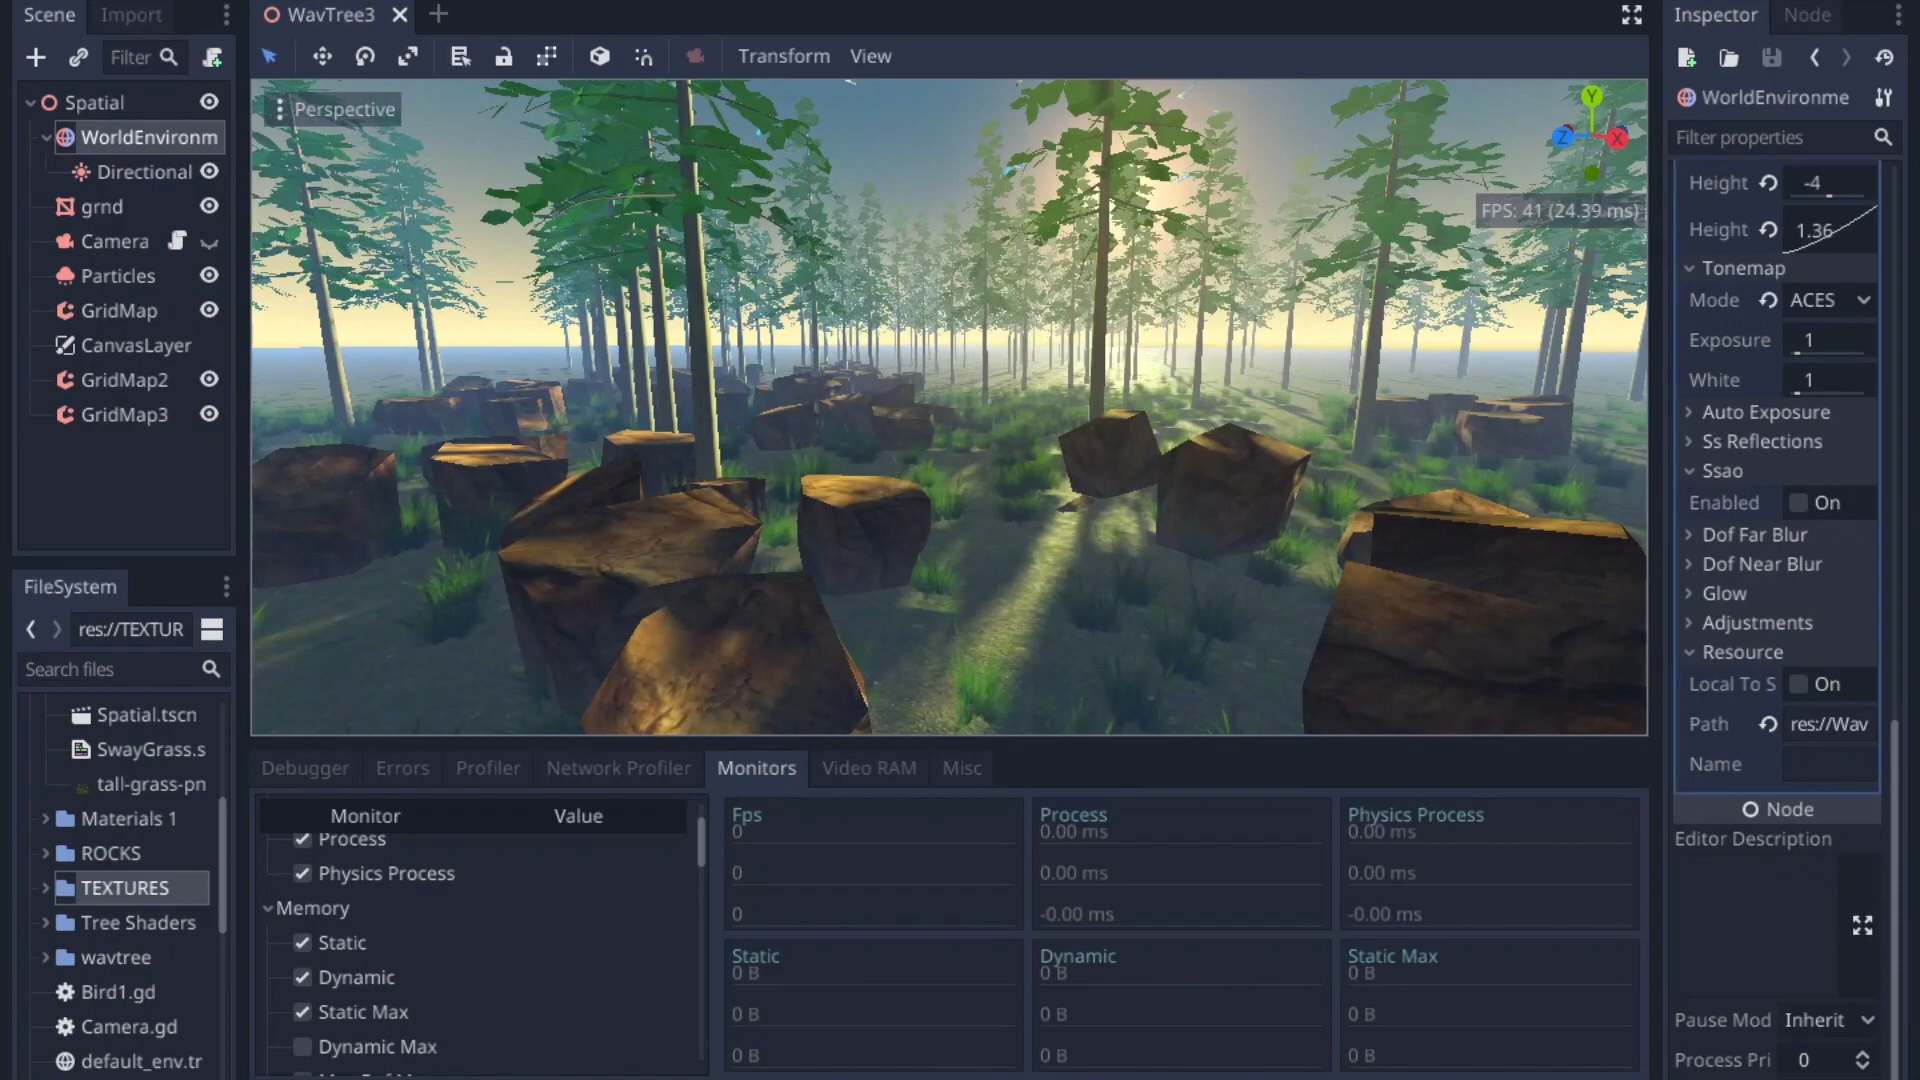 Scene
Import
Filter
Spatial
WorldEnvironm
Directional
grnd
Camera
Particles
GridMap
CanvasLayer
GridMap2
GridMap3
FileSystem
res://TEXTUR
Search files
Spatial.tscn
SwayGrass.s
tall-grass-pn
Materials 1
ROCKS
TEXTURES
Tree Shaders
wavtree
Bird1.gd
Camera.gd
default_env.tr
WavTree3
Transform
View
Perspective
Y
Z
X
FPS: 41 (24.39 ms)
Debugger
Errors
Profiler
Network Profiler
Monitors
Video RAM
Misc
Monitor
Value
Process
Physics Process
Memory
Static
Dynamic
Static Max
Dynamic Max
Fps
0
0
0
Process
0.00 ms
0.00 ms
-0.00 ms
Physics Process
0.00 ms
0.00 ms
-0.00 ms
Static
0 B
0 B
0 B
Dynamic
0 B
0 B
0 B
Static Max
0 B
0 B
0 B
Inspector
Node
WorldEnvironme
Filter properties
Height
-4
Height
1.36
Tonemap
Mode
ACES
Exposure
1
White
1
Auto Exposure
Ss Reflections
Ssao
Enabled
On
Dof Far Blur
Dof Near Blur
Glow
Adjustments
Resource
Local To S
On
Path
res://Wav
Name
Node
Editor Description
Pause Mod
Inherit
Process Pri
0